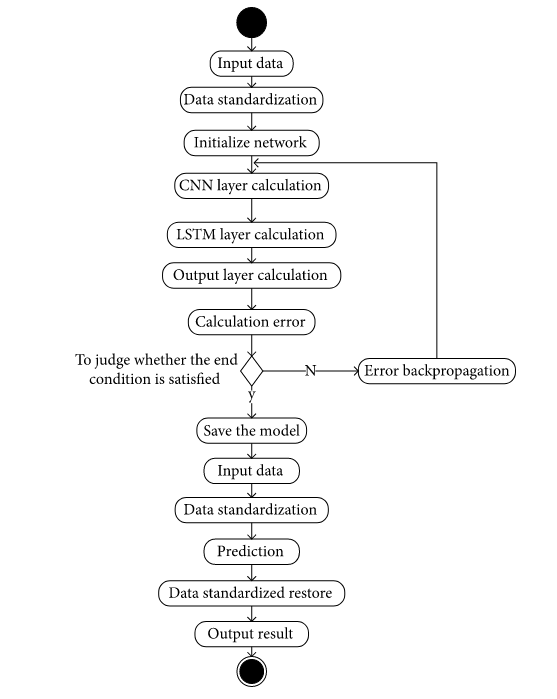 Input data
Data standardization
Initialize network
CNN layer calculation
LSTM layer calculation
Output layer calculation
Calculation error
To judge whether the end
condition is satisfied
N
Error backpropagation
y
Save the model
Input data
Data standardization
Prediction
Data standardized restore
Output result